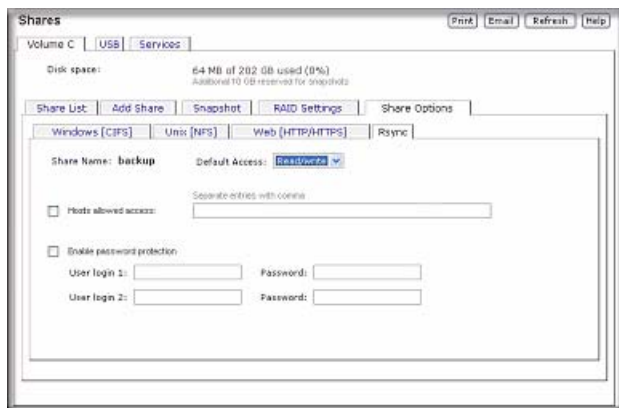 Shares
Print Email Refresh Help
Volume C USB Services
Disk space: 64 MB of 202 GB used (0%)
Additional 10 GB reserved for snapshots
Share List Add Share Snapshot RAID Settings Share Options
Windows [CIFS] Unix [NFS] Web [HTTP/HTTPS] Rsync
Share Name: backup Default Access: Read/write
Separate entries with comma
Hosts allowed access:
Enable password protection
User login 1: Password:
User login 2: Password: